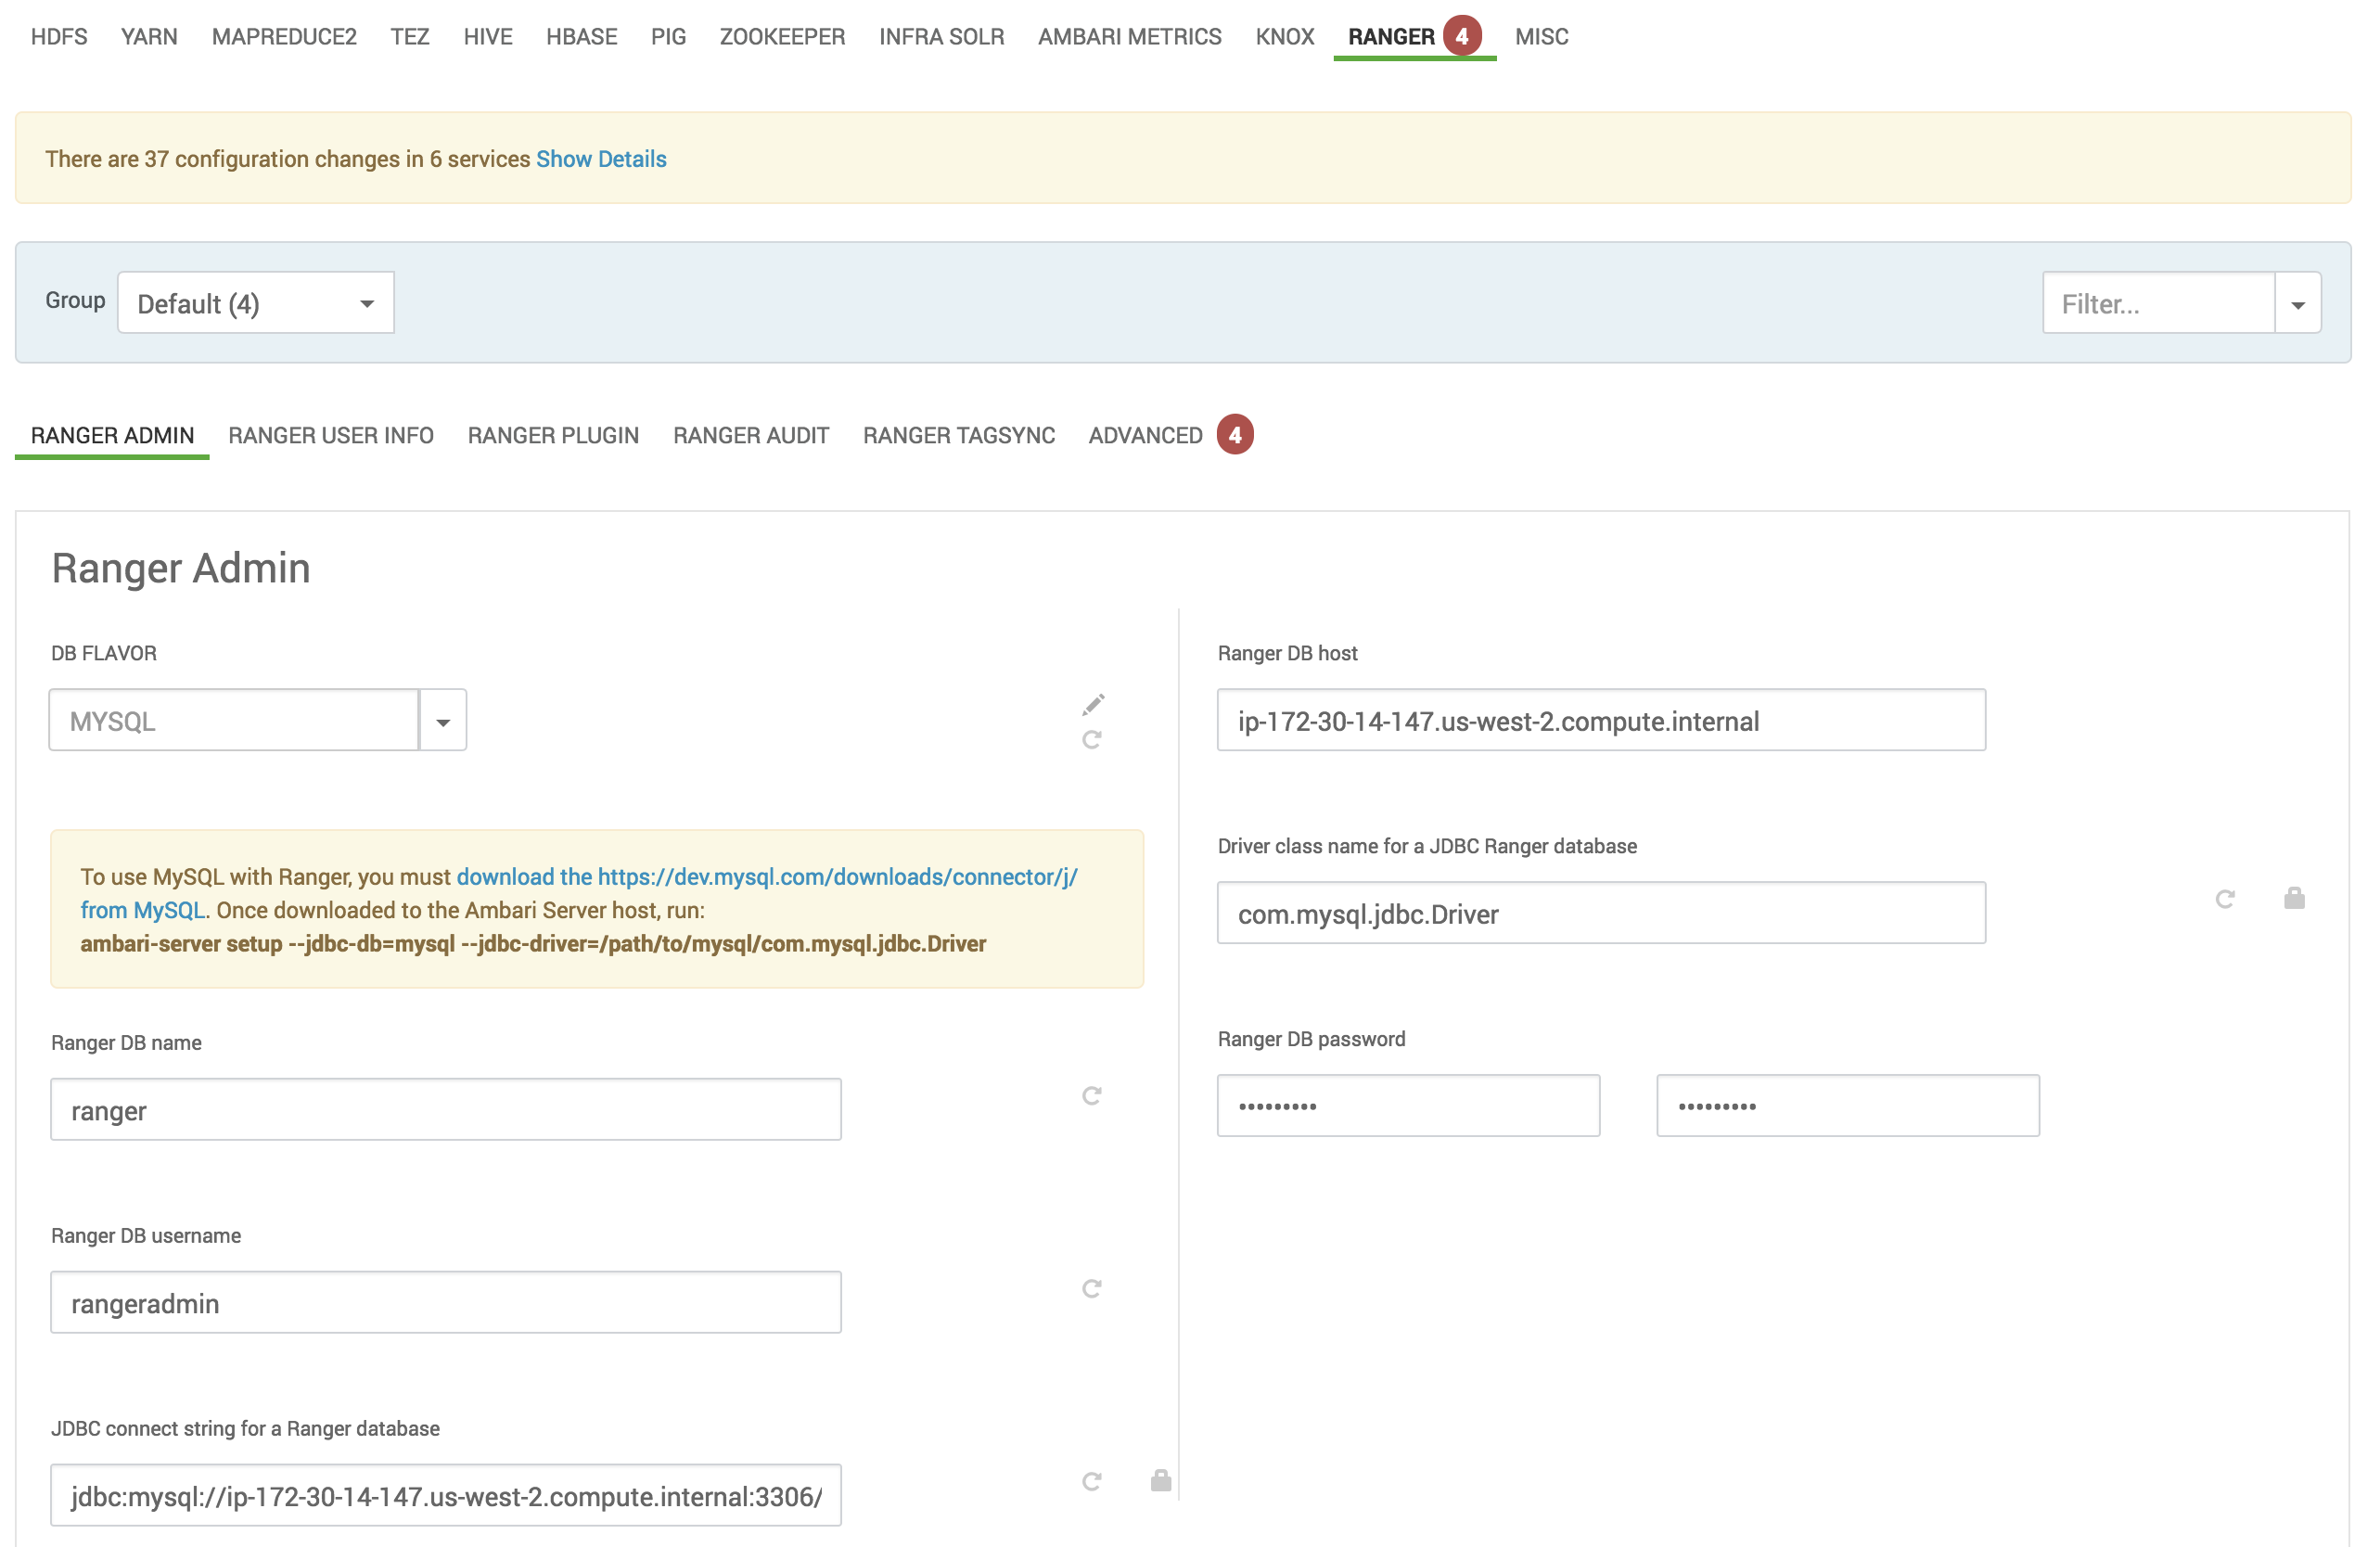 HDFS YARN MAPREDUCE2 TEZ HIVE HBASE PIG ZOOKEEPER INFRA SOLR AMBARI METRICS KNOX RANGER 4 MISC
There are 37 configuration changes in 6 services Show Details
Group Default (4) Filter...
RANGER ADMIN RANGER USER INFO RANGER PLUGIN RANGER AUDIT RANGER TAGSYNC ADVANCED 4
Ranger Admin
DB FLAVOR
MYSQL
To use MySQL with Ranger, you must download the https://dev.mysql.com/downloads/connector/j/
from MySQL. Once downloaded to the Ambari Server host, run:
ambari-server setup --jdbc-db=mysql --jdbc-driver=/path/to/mysql/com.mysql.jdbc.Driver
Ranger DB name
ranger
Ranger DB username
rangeradmin
JDBC connect string for a Ranger database
jdbc:mysql://ip-172-30-14-147.us-west-2.compute.internal:3306/
Ranger DB host
ip-172-30-14-147.us-west-2.compute.internal
Driver class name for a JDBC Ranger database
com.mysql.jdbc.Driver
Ranger DB password
••••••••• •••••••••